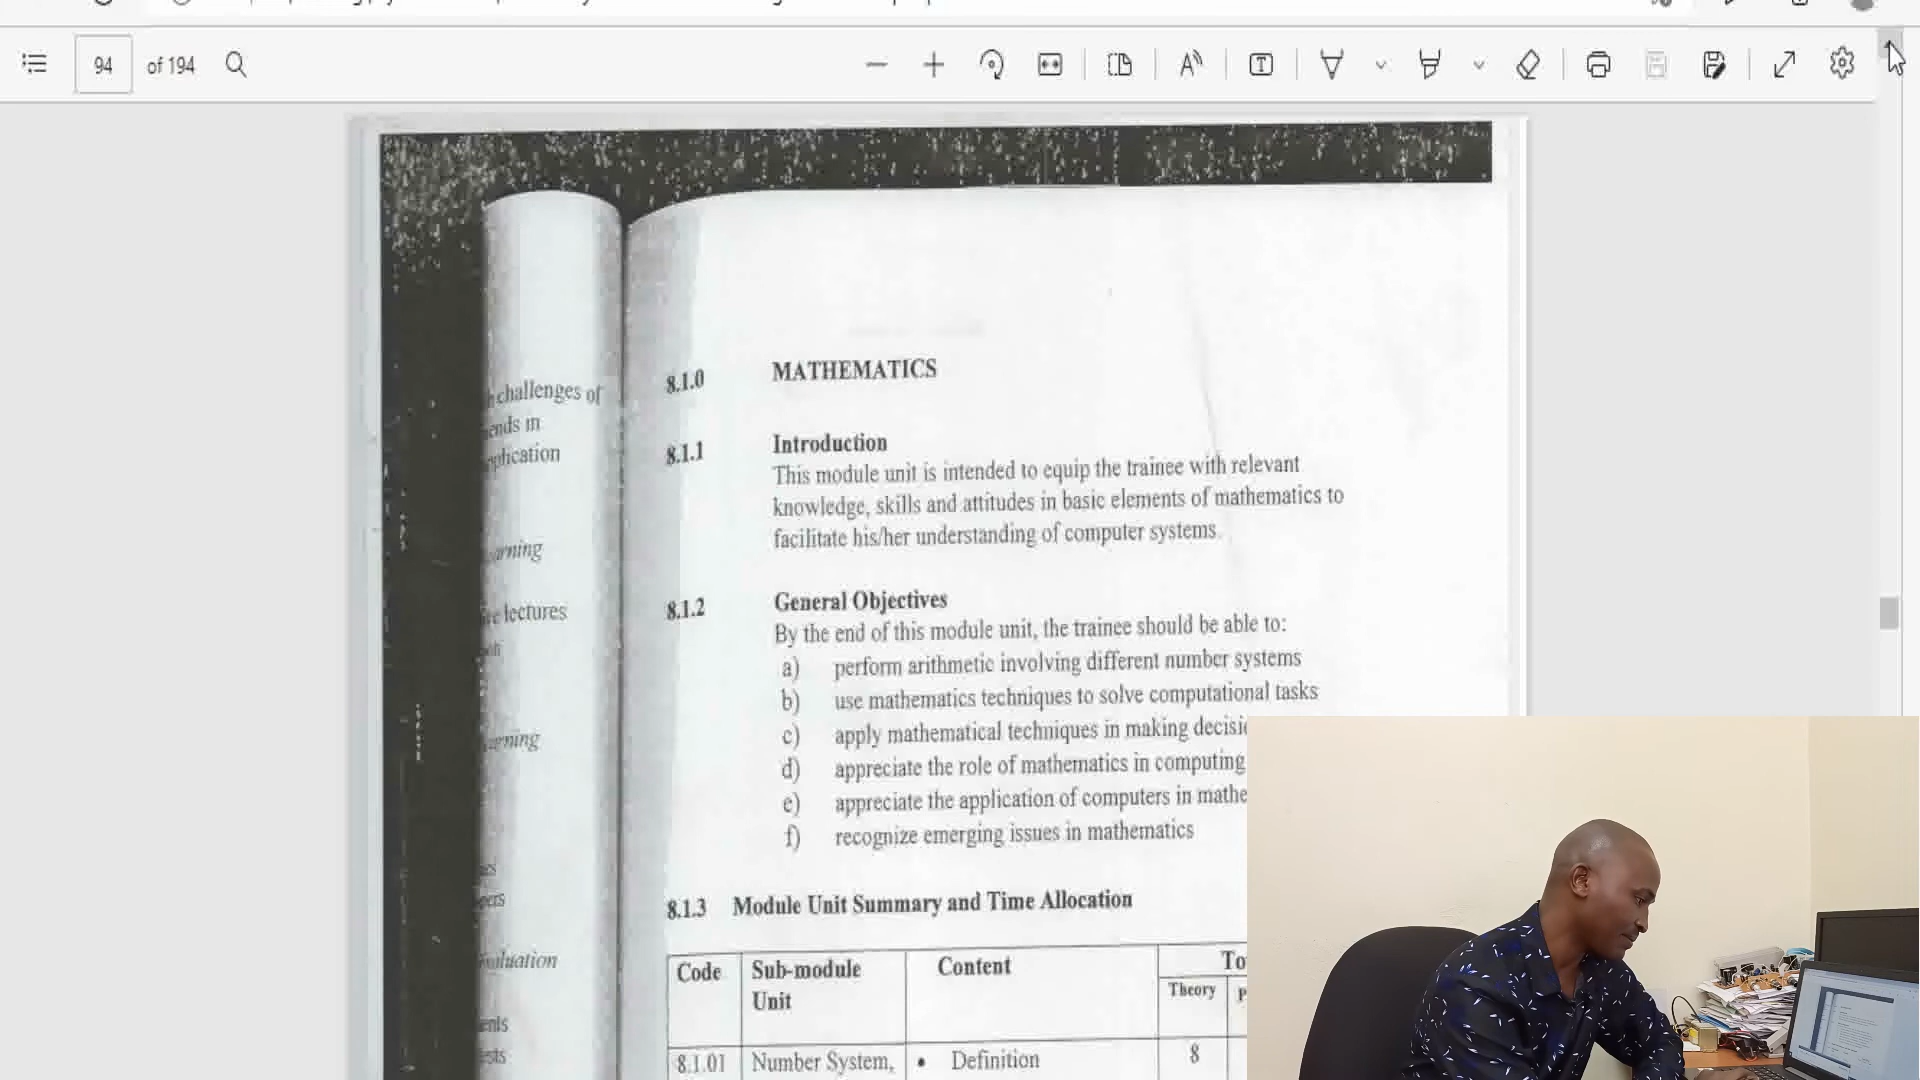 94
of 194
challenges of
ends in
plication
8.1.0 MATHEMATICS
8.1.1 Introduction
This module unit is intended to equip the trainee with relevant
knowledge, skills and attitudes in basic elements of mathematics to
facilitate his/her understanding of computer systems.
arning
lectures
8.1.2 General Objectives
By the end of this module unit, the trainee should be able to:
a) perform arithmetic involving different number systems
b) use mathematics techniques to solve computational tasks
c) apply mathematical techniques in making decisi
d) appreciate the role of mathematics in computing
e) appreciate the application of computers in mathe
f) recognize emerging issues in mathematics
8.1.3 Module Unit Summary and Time Allocation
Code Sub-module Unit Content To
Theory P
8.1.01 Number System, • Definition 8